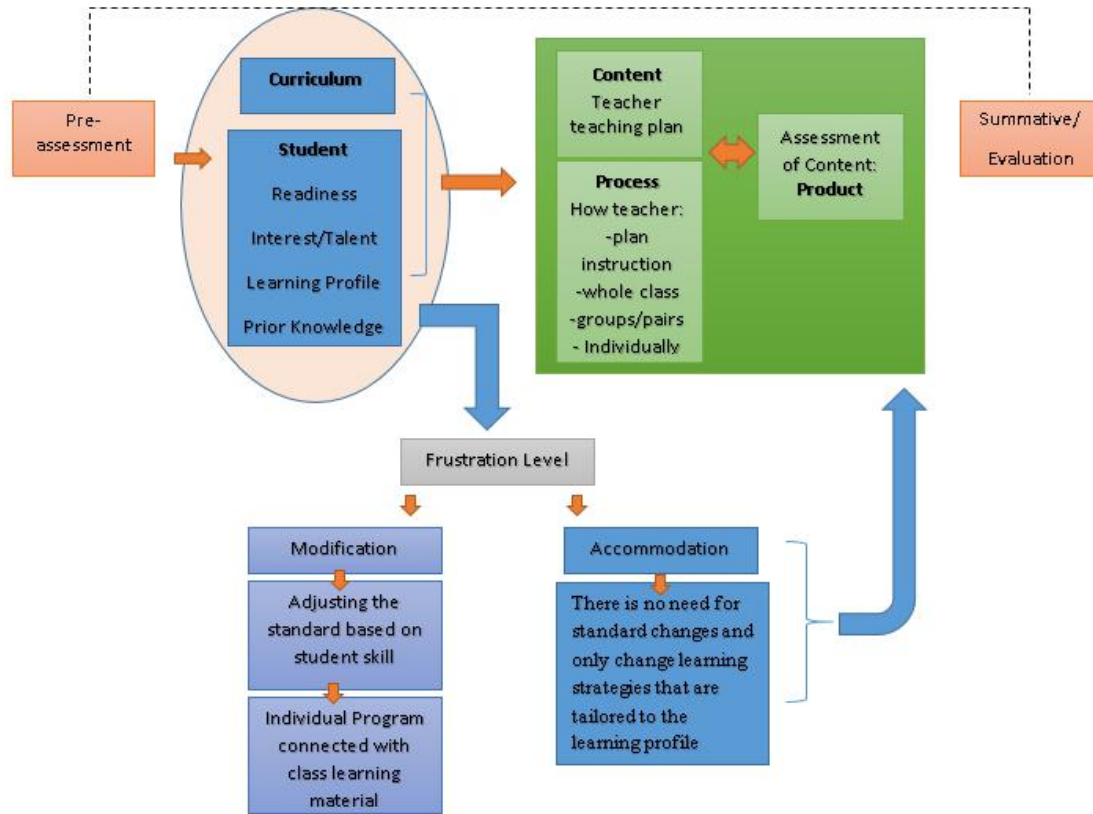 Pre-
assessment
Curriculum
Student
Readiness
Interest/Talent
Learning Profile
Prior Knowledge
Content
Teacher
teaching plan
Process
How teacher:
-plan
instruction
-whole class
-groups/pairs
- Individually
Assessment
of Content:
Product
Summative/
Evaluation
Frustration Level
Modification
Adjusting the
standard based on
student skill
Individual Program
connected with
class learning
material
Accommodation
There is no need for
standard changes and
only change learning
strategies that are
tailored to the
learning profile